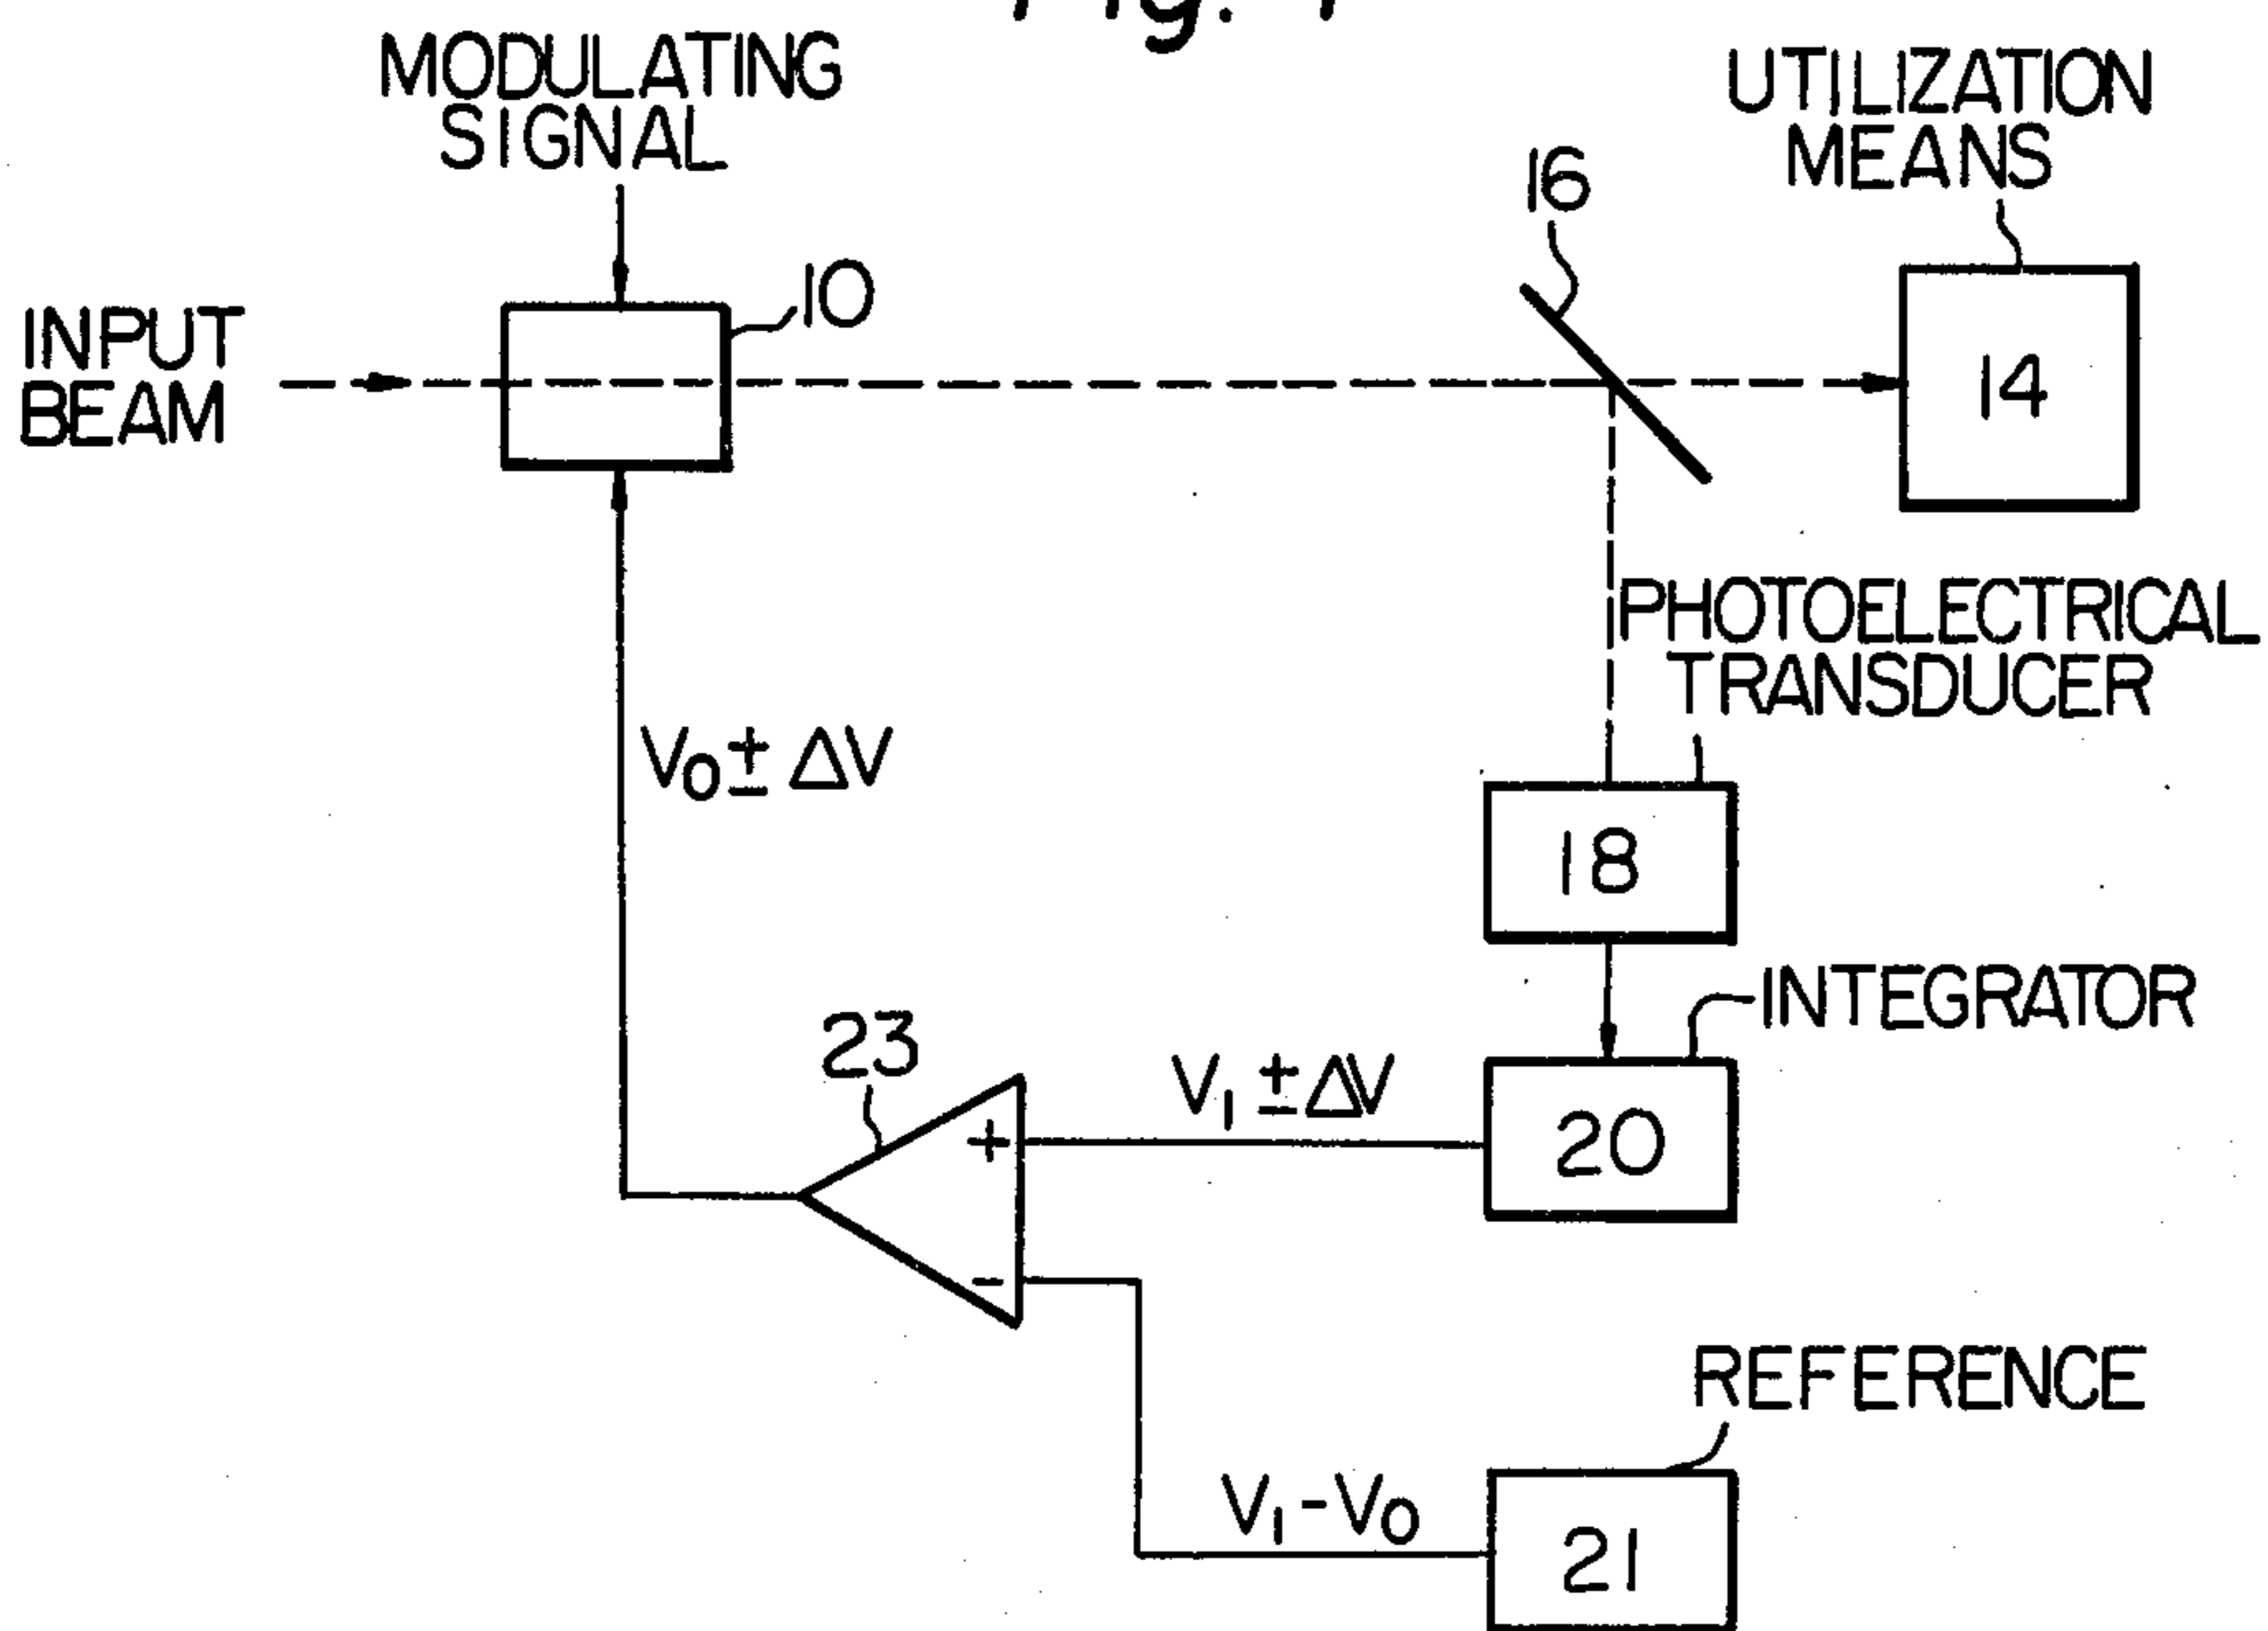 MODULATING
SIGNAL
UTILIZATION
MEANS
16
10
INPUT
BEAM
14
PHOTOELECTRICAL
TRANSDUCER
V₀ ± ΔV
18
INTEGRATOR
23
V₁ ± ΔV
+
20
-
REFERENCE
V₁ - V₀
21